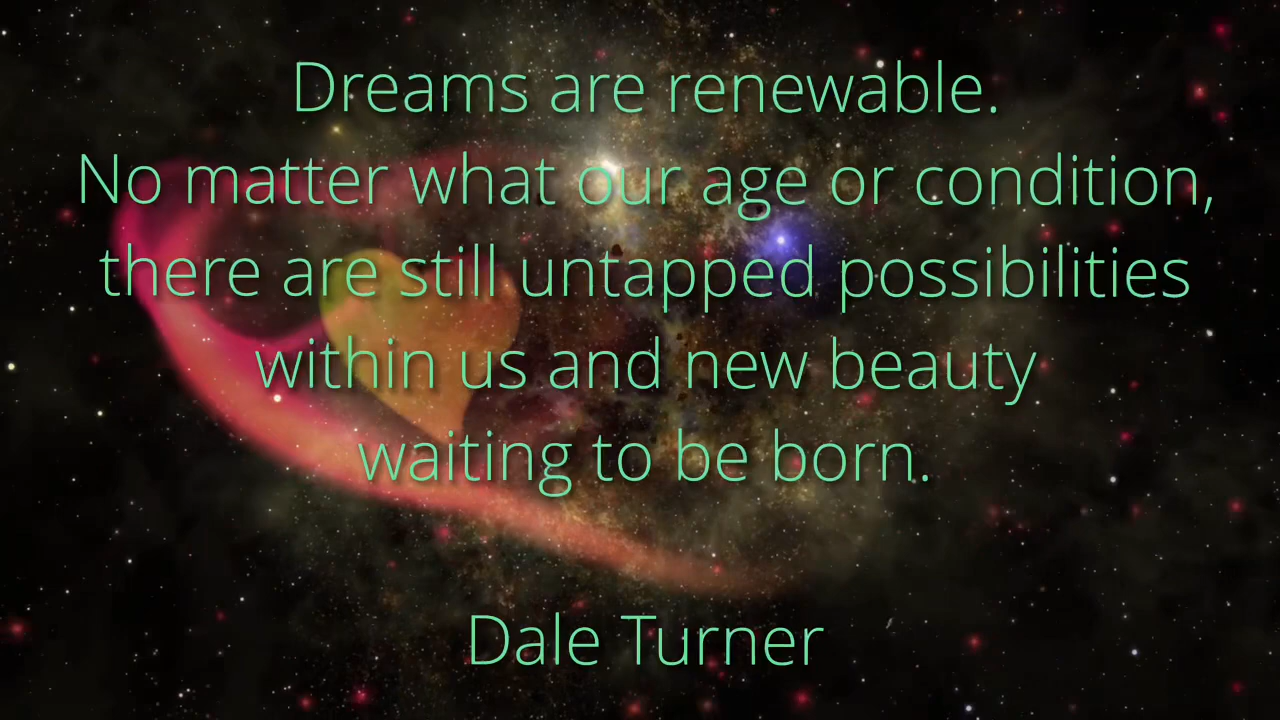 Dreams are renewable.
No matter what our age or condition,
there are still untapped possibilities
within us and new beauty
waiting to be born.
Dale Turner